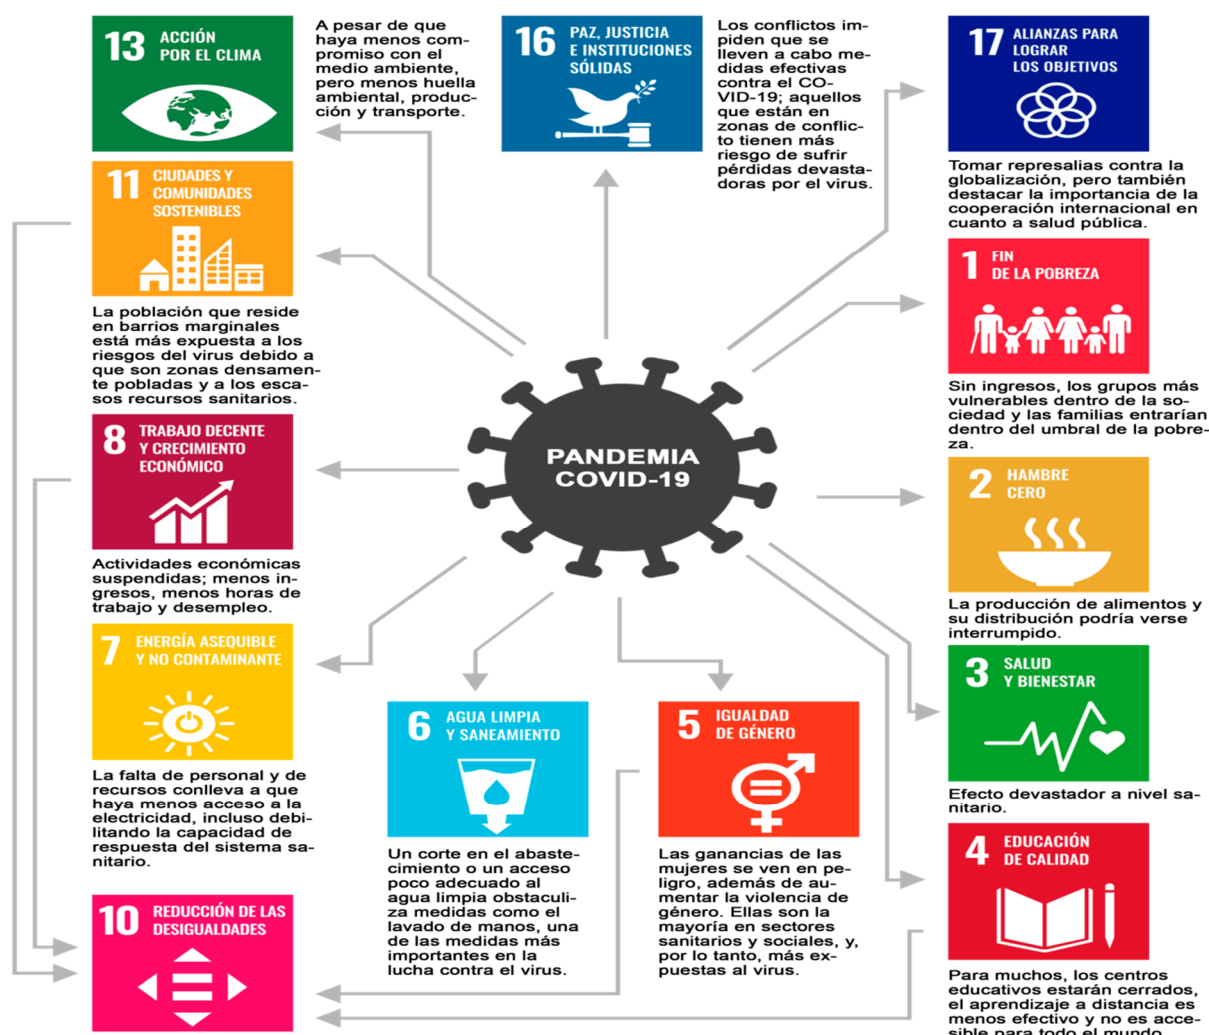 13 ACCIÓN
POR EL CLIMA
A pesar de que
haya menos com-
promiso con el
medio ambiente,
pero menos huella
ambiental, produc-
ción y transporte.
16 PAZ, JUSTICIA
E INSTITUCIONES
SÓLIDAS
Los conflictos im-
piden que se
lleven a cabo me-
didas efectivas
contra el CO-
VID-19; aquellos
que están en
zonas de conflic-
to tienen más
riesgo de sufrir
pérdidas devasta-
doras por el virus.
17 ALIANZAS PARA
LOGRAR
LOS OBJETIVOS
Tomar represalias contra la
globalización, pero también
destacar la importancia de la
cooperación internacional en
cuanto a salud pública.
11 CIUDADES Y
COMUNIDADES
SOSTENIBLES
La población que reside
en barrios marginales
está más expuesta a los
riesgos del virus debido a
que son zonas densamen-
te pobladas y a los esca-
sos recursos sanitarios.
1 FIN
DE LA POBREZA
Sin ingresos, los grupos más
vulnerables dentro de la so-
ciedad y las familias entrarían
dentro del umbral de la pobre-
za.
PANDEMIA
COVID-19
8 TRABAJO DECENTE
Y CRECIMIENTO
ECONÓMICO
Actividades económicas
suspendidas; menos in-
gresos, menos horas de
trabajo y desempleo.
2 HAMBRE
CERO
La producción de alimentos y
su distribución podría verse
interrumpido.
7 ENERGÍA ASEQUIBLE
Y NO CONTAMINANTE
La falta de personal y de
recursos conlleva a que
haya menos acceso a la
electricidad, incluso debi-
litando la capacidad de
respuesta del sistema sa-
nitario.
6 AGUA LIMPIA
Y SANEAMIENTO
Un corte en el abaste-
cimiento o un acceso
poco adecuado al
agua limpia obstaculi-
za medidas como el
lavado de manos, una
de las medidas más
importantes en la
lucha contra el virus.
5 IGUALDAD
DE GÉNERO
Las ganancias de las
mujeres se ven en pe-
ligro, además de au-
mentar la violencia de
género. Ellas son la
mayoría en sectores
sanitarios y sociales, y,
por lo tanto, más ex-
puestas al virus.
3 SALUD
Y BIENESTAR
Efecto devastador a nivel sa-
nitario.
4 EDUCACIÓN
DE CALIDAD
Para muchos, los centros
educativos estarán cerrados,
el aprendizaje a distancia es
menos efectivo y no es acce-
sible para todo el mundo
10 REDUCCIÓN DE LAS
DESIGUALDADES